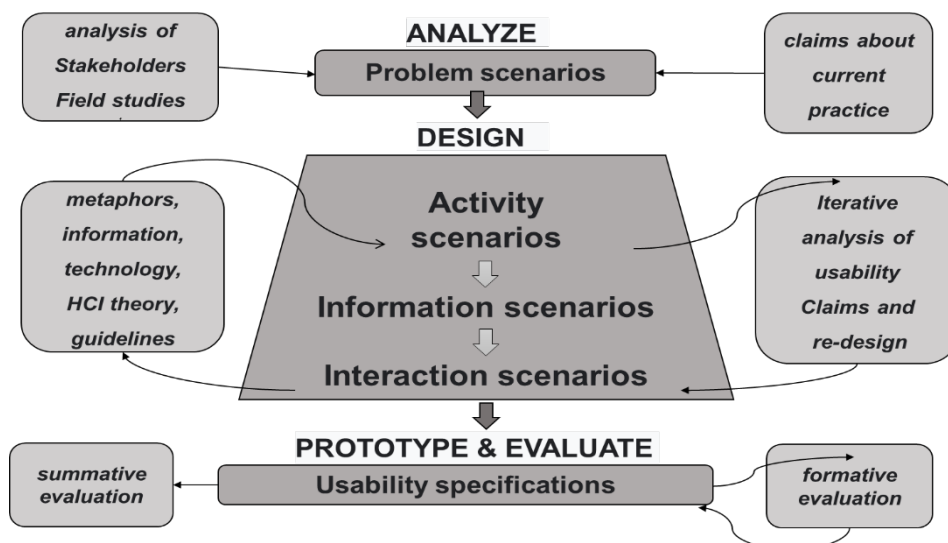 ANALYZE
analysis of
Stakeholders
Field studies
Problem scenarios
claims about
current
practice
DESIGN
metaphors,
information,
technology,
HCI theory,
guidelines
Activity
scenarios
Information scenarios
Interaction scenarios
Iterative
analysis of
usability
Claims and
re-design
PROTOTYPE & EVALUATE
summative
evaluation
Usability specifications
formative
evaluation